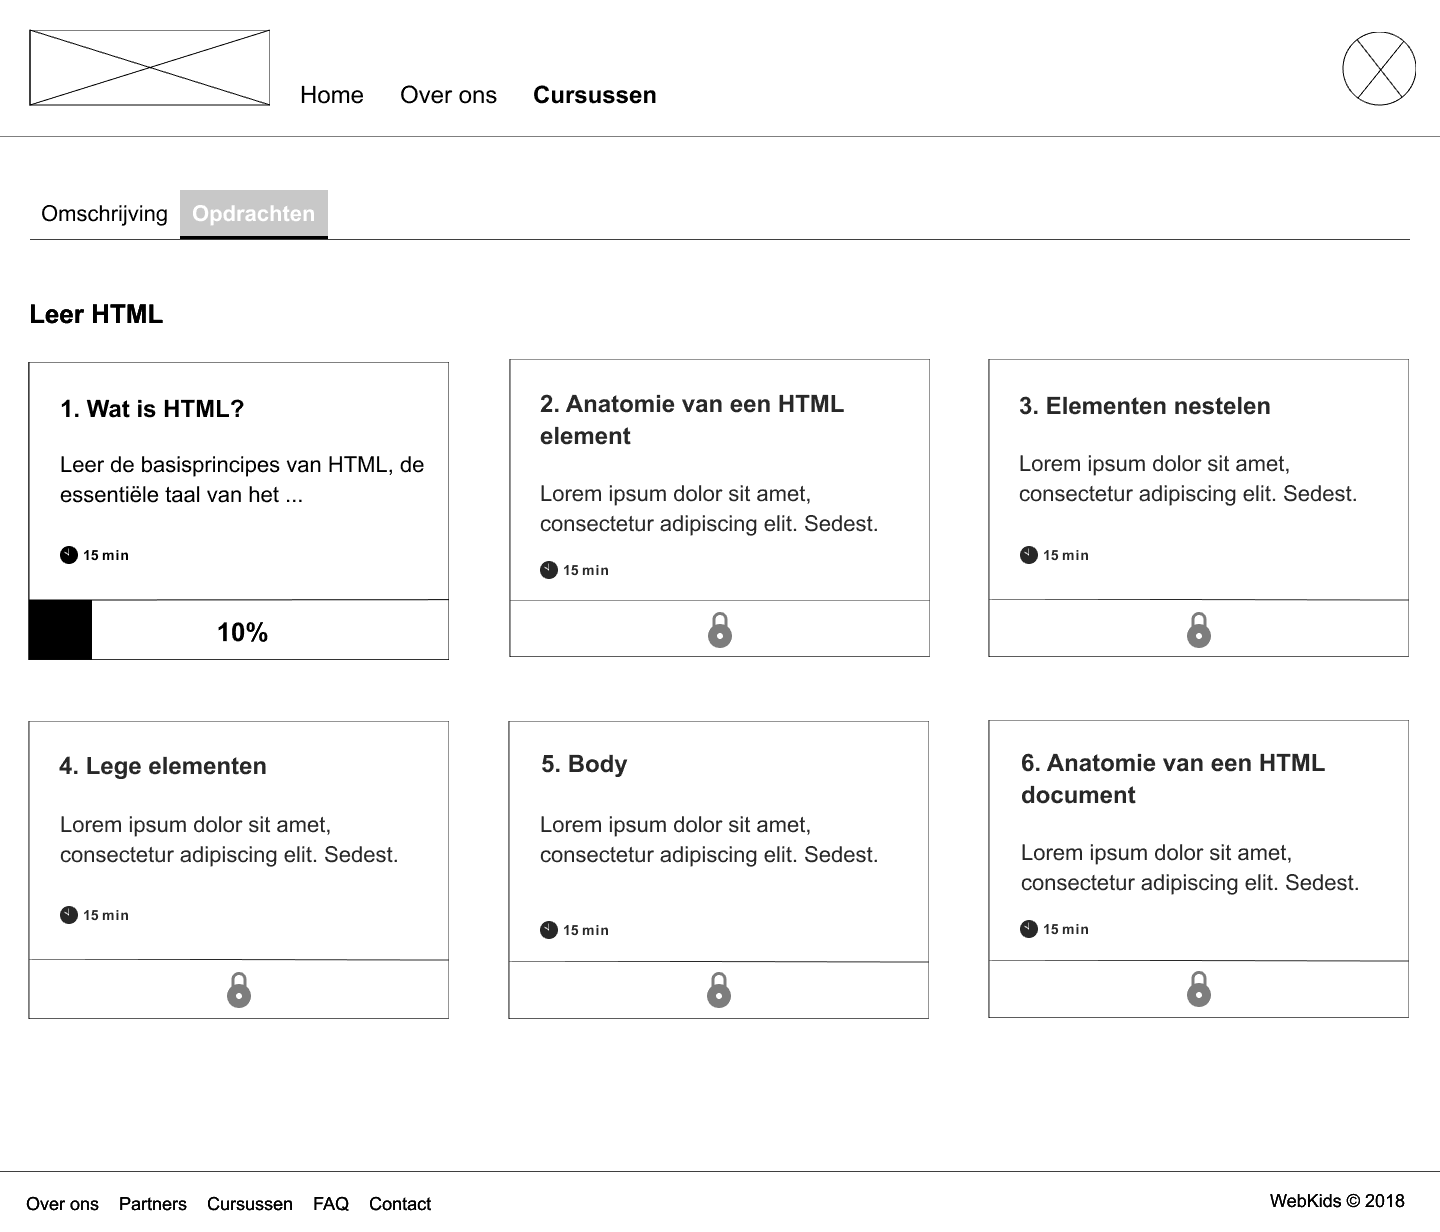 Home Over ons Cursussen
Omschrijving Opdrachten
Leer HTML
1. Wat is HTML?
Leer de basisprincipes van HTML, de
essentiële taal van het ...
15 min
10%
2. Anatomie van een HTML
element
Lorem ipsum dolor sit amet,
consectetur adipiscing elit. Sedest.
15 min
3. Elementen nestelen
Lorem ipsum dolor sit amet,
consectetur adipiscing elit. Sedest.
15 min
4. Lege elementen
Lorem ipsum dolor sit amet,
consectetur adipiscing elit. Sedest.
15 min
5. Body
Lorem ipsum dolor sit amet,
consectetur adipiscing elit. Sedest.
15 min
6. Anatomie van een HTML
document
Lorem ipsum dolor sit amet,
consectetur adipiscing elit. Sedest.
15 min
Over ons Partners Cursussen FAQ Contact
WebKids © 2018